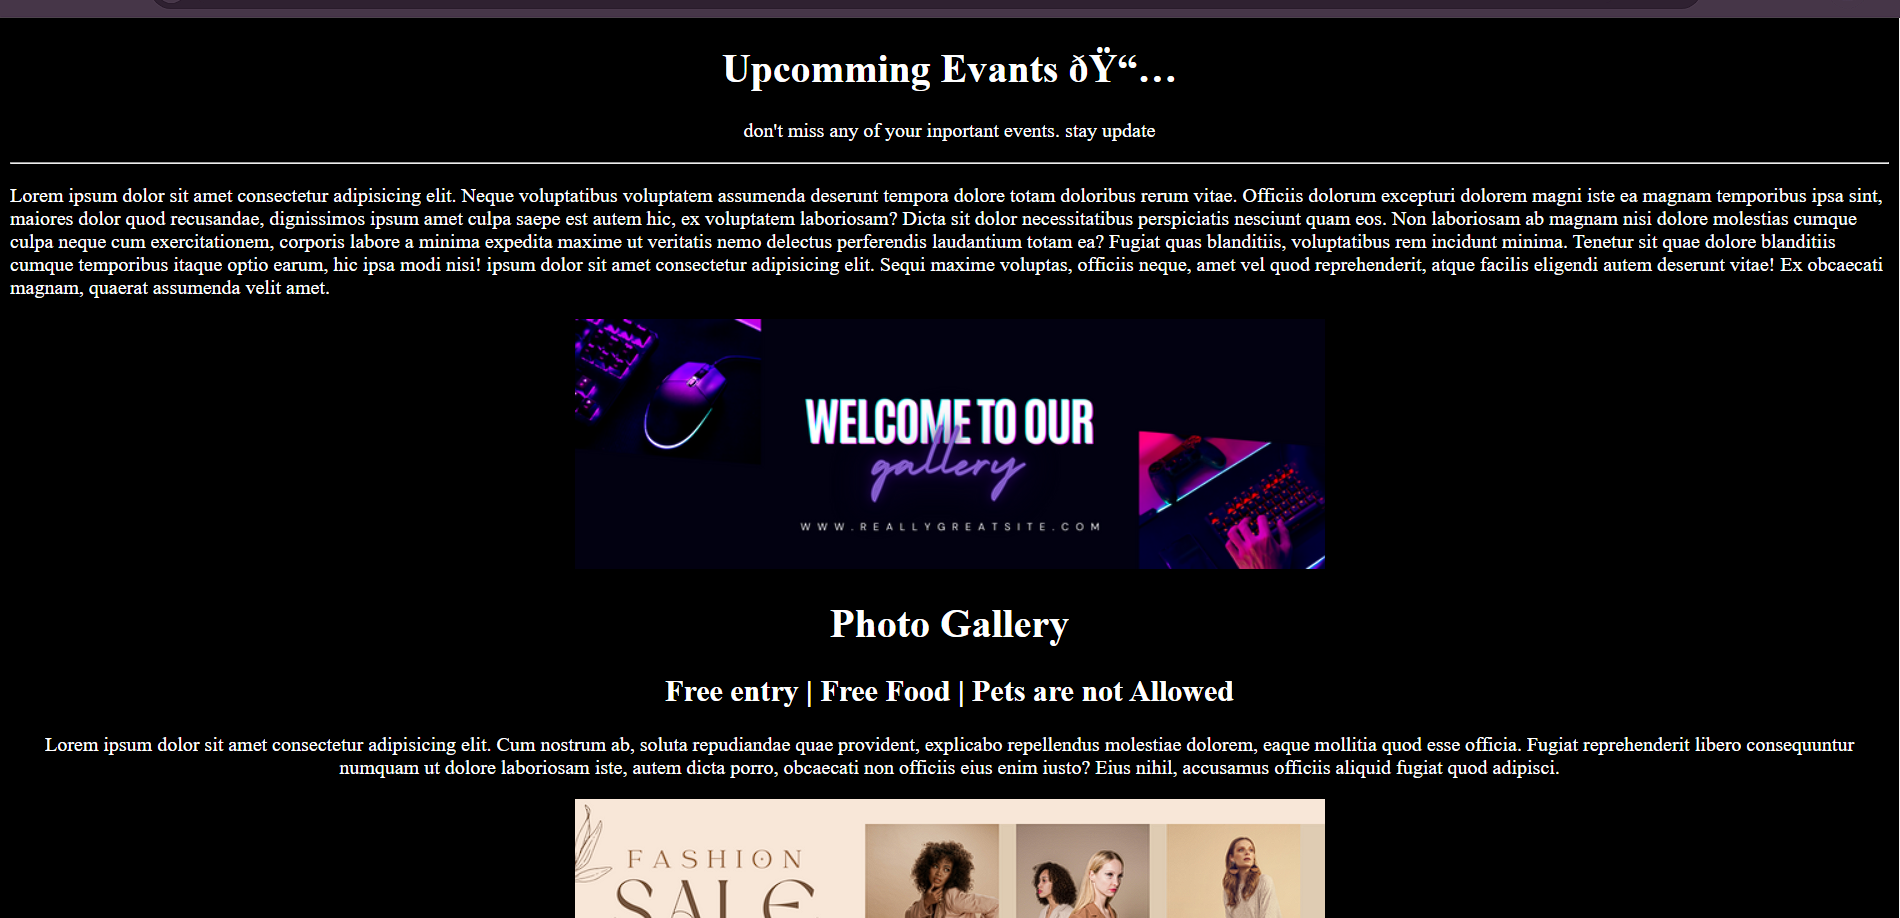 Upcomming Evants ðŸ“…
don't miss any of your inportant events. stay update
Lorem ipsum dolor sit amet consectetur adipisicing elit. Neque voluptatibus voluptatem assumenda deserunt tempora dolore totam doloribus rerum vitae. Officiis dolorum excepturi dolorem magni iste ea magnam temporibus ipsa sint,
maiores dolor quod recusandae, dignissimos ipsum amet culpa saepe est autem hic, ex voluptatem laboriosam? Dicta sit dolor necessitatibus perspiciatis nesciunt quam eos. Non laboriosam ab magnam nisi dolore molestias cumque
culpa neque cum exercitationem, corporis labore a minima expedita maxime ut veritatis nemo delectus perferendis laudantium totam ea? Fugiat quas blanditiis, voluptatibus rem incidunt minima. Tenetur sit quae dolore blanditiis
cumque temporibus itaque optio earum, hic ipsa modi nisi! ipsum dolor sit amet consectetur adipisicing elit. Sequi maxime voluptas, officiis neque, amet vel quod reprehenderit, atque facilis eligendi autem deserunt vitae! Ex obcaecati
magnam, quaerat assumenda velit amet.
WELCOME TO OUR
gallery
WWW.REALLYGREATSITE.COM
Photo Gallery
Free entry | Free Food | Pets are not Allowed
Lorem ipsum dolor sit amet consectetur adipisicing elit. Cum nostrum ab, soluta repudiandae quae provident, explicabo repellendus molestiae dolorem, eaque mollitia quod esse officia. Fugiat reprehenderit libero consequuntur
numquam ut dolore laboriosam iste, autem dicta porro, obcaecati non officiis eius enim iusto? Eius nihil, accusamus officiis aliquid fugiat quod adipisci.
FASHION
SALE